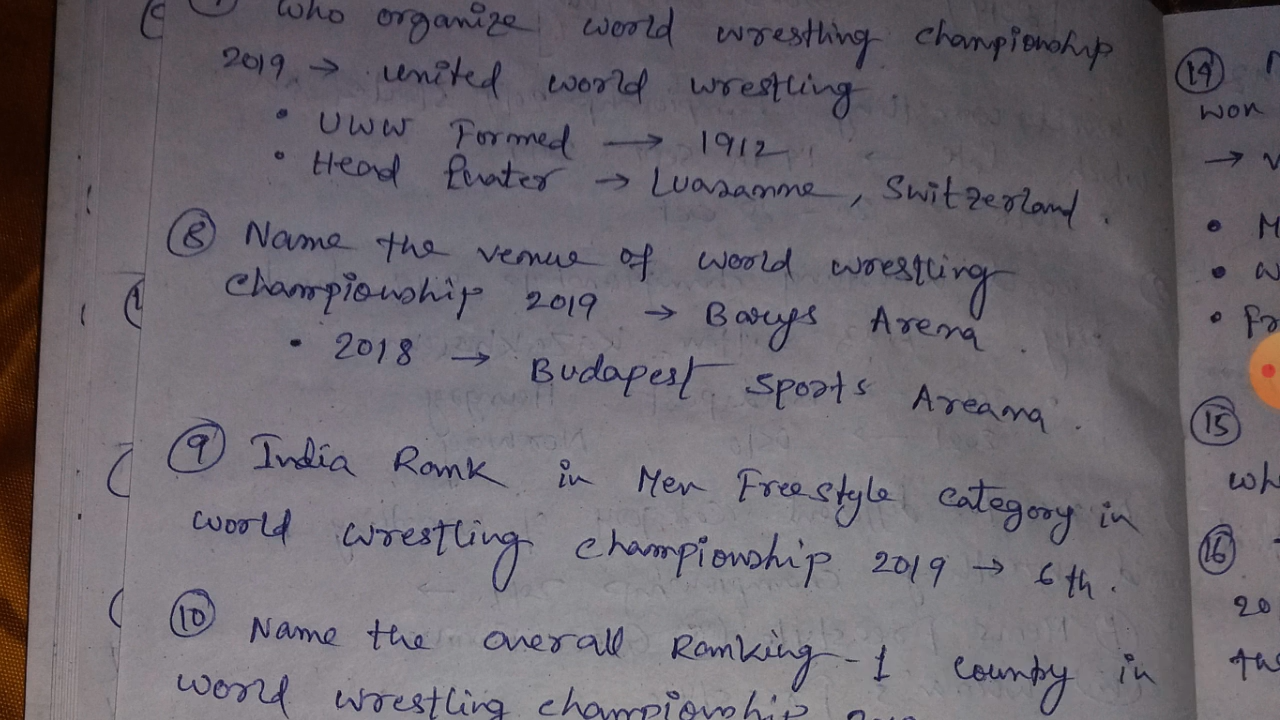 ⑦ Who organize world wrestling championship
2019 → united world wrestling.
• UWW Formed → 1912
• Head Quater → Luasanne, Switzerland.
⑧ Name the venue of world wrestling
championship 2019 → Barys Arena.
• 2018 → Budapest Sports Areana.
⑨ India Rank in Men Freestyle category in
world wrestling championship 2019 → 6th.
⑩ Name the overall Ranking-1 country in
world wrestling championship
⑭
won
→
•
•
• Fr
⑮
wh
⑯
20